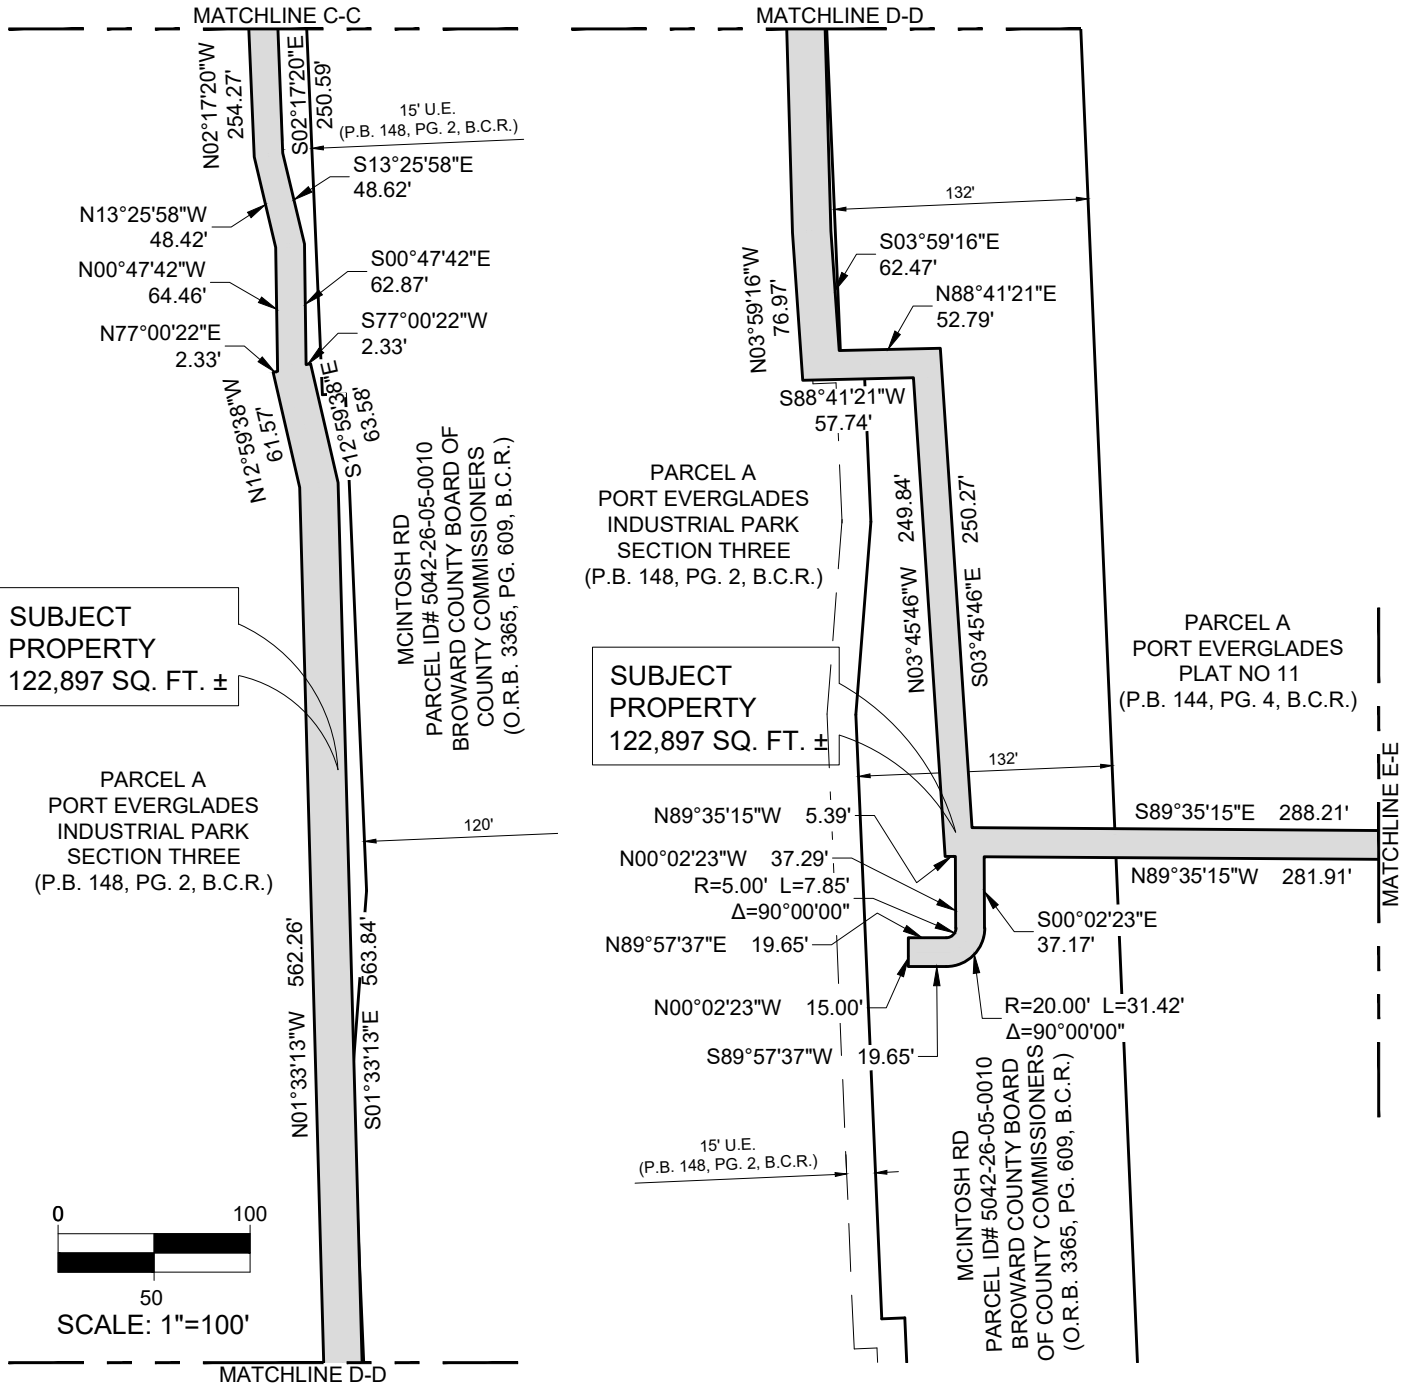 MATCHLINE C-C
N02°17'20"W
254.27'
S02°17'20"E
250.59'
15' U.E.
(P.B. 148, PG. 2, B.C.R.)
S13°25'58"E
48.62'
N13°25'58"W
48.42'
N00°47'42"W
64.46'
S00°47'42"E
62.87'
N77°00'22"E
2.33'
S77°00'22"W
2.33'
N12°59'38"W
61.57'
S12°59'38"E
63.58'
MCINTOSH RD
PARCEL ID# 5042-26-05-0010
BROWARD COUNTY BOARD OF
COUNTY COMMISSIONERS
(O.R.B. 3365, PG. 609, B.C.R.)
SUBJECT
PROPERTY
122,897 SQ. FT. ±
PARCEL A
PORT EVERGLADES
INDUSTRIAL PARK
SECTION THREE
(P.B. 148, PG. 2, B.C.R.)
120'
N01°33'13"W 562.26'
S01°33'13"E 563.84'
0 100
50
SCALE: 1"=100'
MATCHLINE D-D
MATCHLINE D-D
132'
S03°59'16"E
62.47'
N03°59'16"W
76.97'
N88°41'21"E
52.79'
S88°41'21"W
57.74'
PARCEL A
PORT EVERGLADES
INDUSTRIAL PARK
SECTION THREE
(P.B. 148, PG. 2, B.C.R.)
N03°45'46"W 249.84'
S03°45'46"E 250.27'
PARCEL A
PORT EVERGLADES
PLAT NO 11
(P.B. 144, PG. 4, B.C.R.)
SUBJECT
PROPERTY
122,897 SQ. FT. ±
132'
S89°35'15"E 288.21'
N89°35'15"W 281.91'
MATCHLINE E-E
N89°35'15"W 5.39'
N00°02'23"W 37.29'
R=5.00' L=7.85'
Δ=90°00'00"
N89°57'37"E 19.65'
S00°02'23"E
37.17'
N00°02'23"W 15.00'
R=20.00' L=31.42'
Δ=90°00'00"
S89°57'37"W 19.65'
15' U.E.
(P.B. 148, PG. 2, B.C.R.)
MCINTOSH RD
PARCEL ID# 5042-26-05-0010
BROWARD COUNTY BOARD
OF COUNTY COMMISSIONERS
(O.R.B. 3365, PG. 609, B.C.R.)